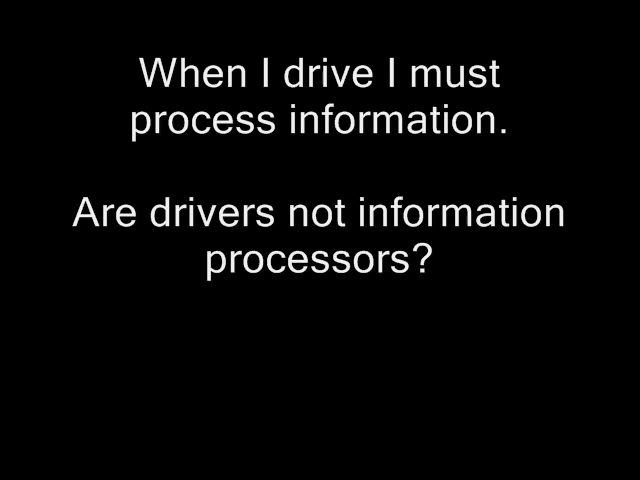 When I drive I must
process information.
Are drivers not information
processors?